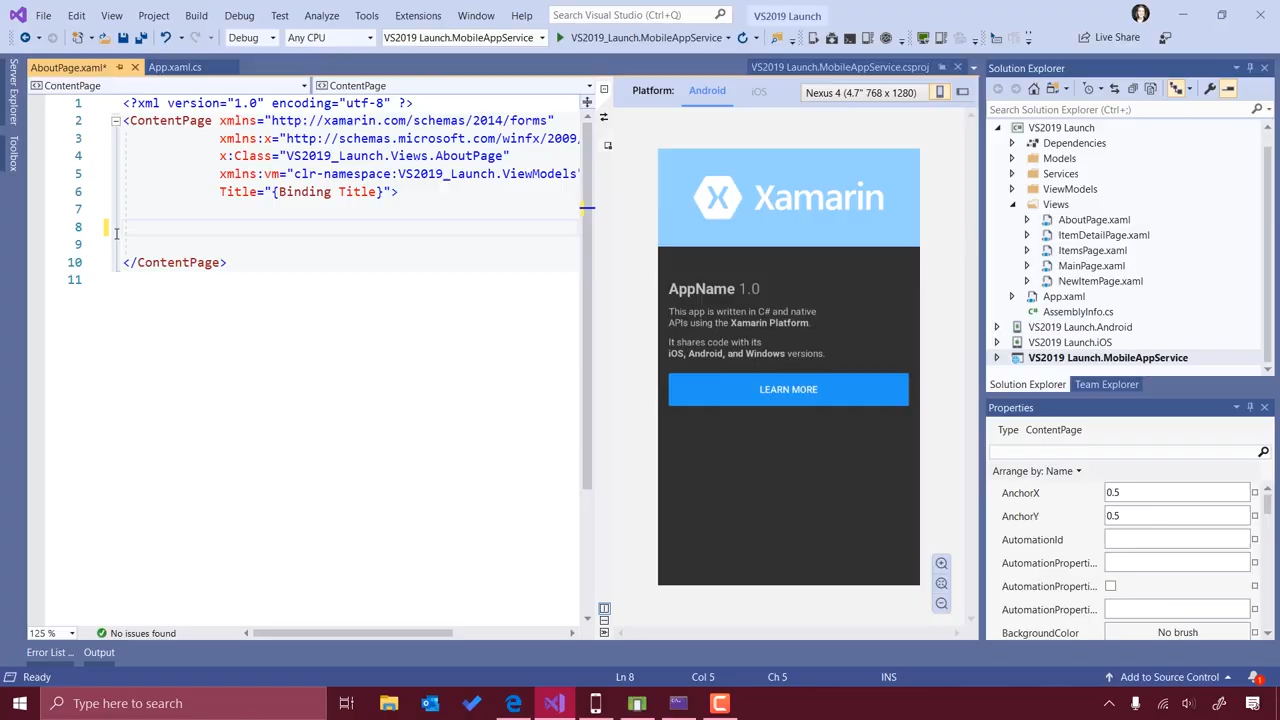 File Edit View Project Build Debug Test Analyze Tools Extensions Window Help Search Visual Studio (Ctrl+Q) VS2019 Launch
Debug Any CPU VS2019 Launch.MobileAppService VS2019 Launch.MobileAppService Live Share
Server Explorer
Toolbox
AboutPage.xaml* App.xaml.cs VS2019 Launch.MobileAppService.csproj
ContentPage ContentPage
1 <?xml version="1.0" encoding="utf-8" ?>
2 <ContentPage xmlns="http://xamarin.com/schemas/2014/forms"
3 xmlns:x="http://schemas.microsoft.com/winfx/2009/
4 x:Class="VS2019_Launch.Views.AboutPage"
5 xmlns:vm="clr-namespace:VS2019_Launch.ViewModels"
6 Title="{Binding Title}">
7
8
9
10 </ContentPage>
11
125 % No issues found
Platform: Android iOS Nexus 4 (4.7" 768 x 1280)
X Xamarin
AppName 1.0
This app is written in C# and native
APIs using the Xamarin Platform.
It shares code with its
iOS, Android, and Windows versions.
LEARN MORE
Solution Explorer
Search Solution Explorer (Ctrl+;)
VS2019 Launch
Dependencies
Models
Services
ViewModels
Views
AboutPage.xaml
ItemDetailPage.xaml
ItemsPage.xaml
MainPage.xaml
NewItemPage.xaml
App.xaml
AssemblyInfo.cs
VS2019 Launch.Android
VS2019 Launch.iOS
VS2019 Launch.MobileAppService
Solution Explorer Team Explorer
Properties
Type ContentPage
Arrange by: Name
AnchorX 0.5
AnchorY 0.5
AutomationId
AutomationProperti...
AutomationProperti...
AutomationProperti...
BackgroundColor No brush
Error List ... Output
Ready Ln 8 Col 5 Ch 5 INS Add to Source Control 1
Type here to search